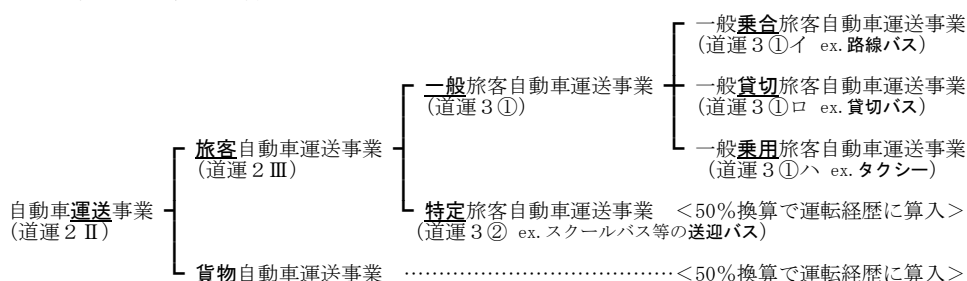 一般乗合旅客自動車運送事業
(道運3①イ ex.路線バス)
一般旅客自動車運送事業
(道運3①)
一般貸切旅客自動車運送事業
(道運3①ロ ex.貸切バス)
旅客自動車運送事業
(道運2Ⅲ)
一般乗用旅客自動車運送事業
(道運3①ハ ex.タクシー)
自動車運送事業
(道運2Ⅱ)
特定旅客自動車運送事業 <50%換算で運転経歴に算入>
(道運3② ex.スクールバス等の送迎バス)
貨物自動車運送事業 …………………………………<50%換算で運転経歴に算入>